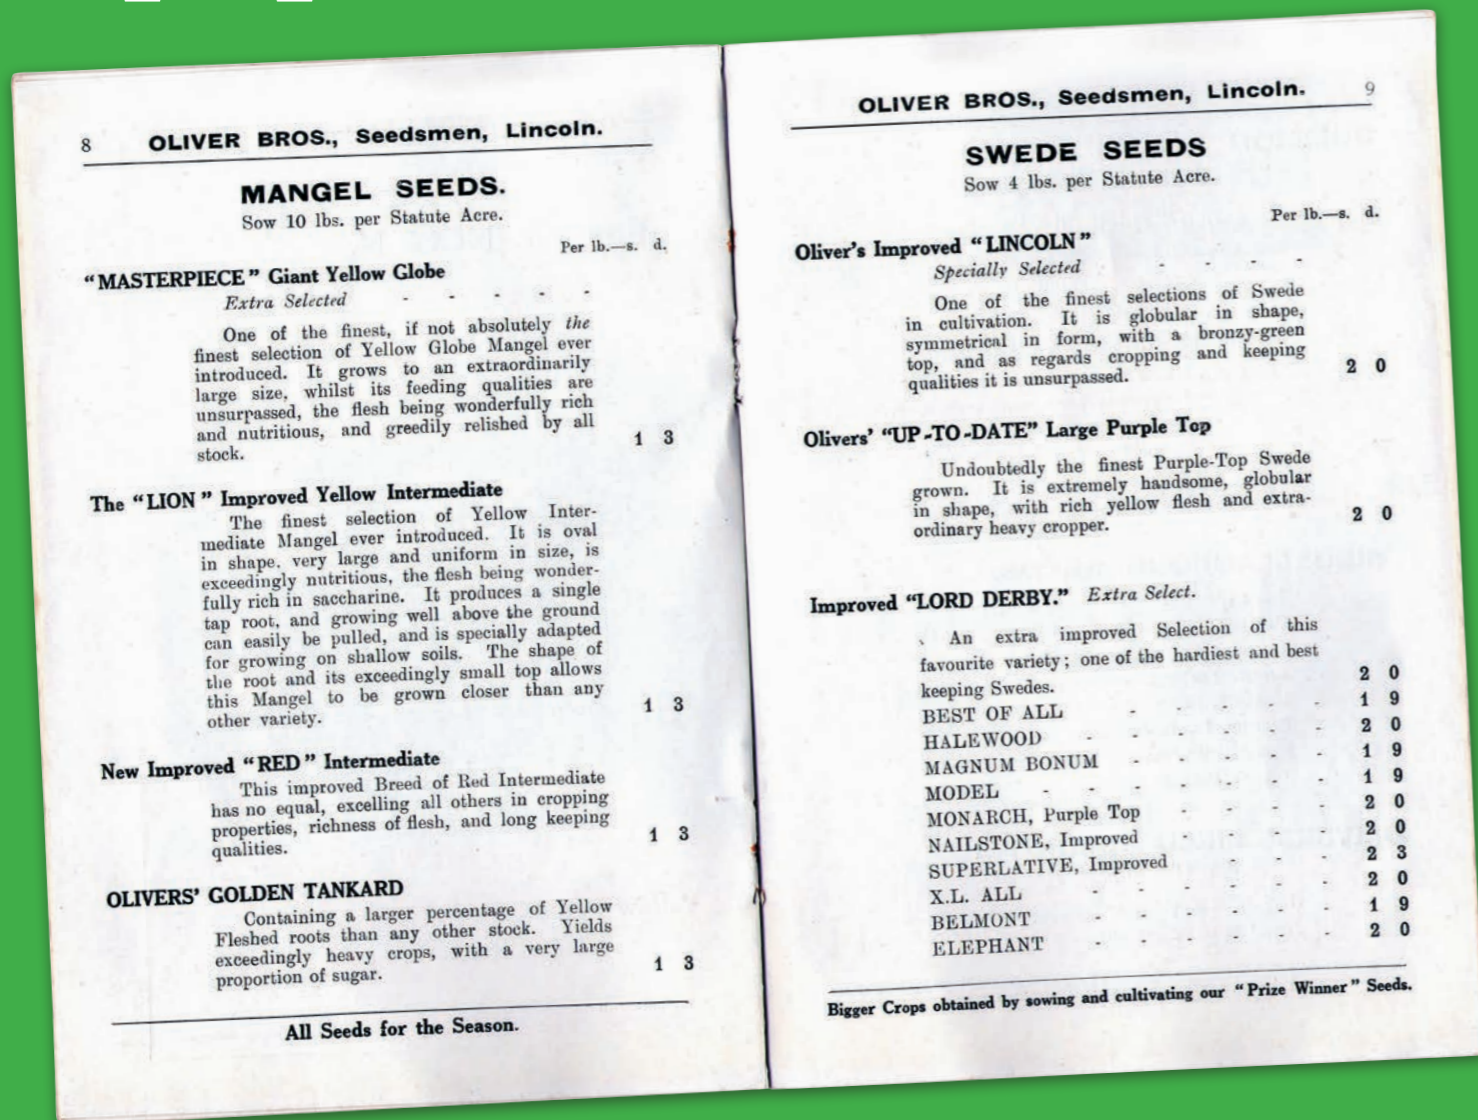 8 OLIVER BROS., Seedsmen, Lincoln.
MANGEL SEEDS.
Sow 10 lbs. per Statute Acre.
Per lb.—s. d.
"MASTERPIECE" Giant Yellow Globe
Extra Selected - - - - -
One of the finest, if not absolutely the
finest selection of Yellow Globe Mangel ever
introduced. It grows to an extraordinarily
large size, whilst its feeding qualities are
unsurpassed, the flesh being wonderfully rich
and nutritious, and greedily relished by all
stock. 1 3
The "LION" Improved Yellow Intermediate
The finest selection of Yellow Inter-
mediate Mangel ever introduced. It is oval
in shape. very large and uniform in size, is
exceedingly nutritious, the flesh being wonder-
fully rich in saccharine. It produces a single
tap root, and growing well above the ground
can easily be pulled, and is specially adapted
for growing on shallow soils. The shape of
the root and its exceedingly small top allows
this Mangel to be grown closer than any
other variety. 1 3
New Improved "RED" Intermediate
This improved Breed of Red Intermediate
has no equal, excelling all others in cropping
properties, richness of flesh, and long keeping
qualities. 1 3
OLIVERS' GOLDEN TANKARD
Containing a larger percentage of Yellow
Fleshed roots than any other stock. Yields
exceedingly heavy crops, with a very large
proportion of sugar. 1 3
All Seeds for the Season.
OLIVER BROS., Seedsmen, Lincoln. 9
SWEDE SEEDS
Sow 4 lbs. per Statute Acre.
Per lb.—s. d.
Oliver's Improved "LINCOLN"
Specially Selected - - - -
One of the finest selections of Swede
in cultivation. It is globular in shape,
symmetrical in form, with a bronzy-green
top, and as regards cropping and keeping
qualities it is unsurpassed. 2 0
Olivers' "UP-TO-DATE" Large Purple Top
Undoubtedly the finest Purple-Top Swede
grown. It is extremely handsome, globular
in shape, with rich yellow flesh and extra-
ordinary heavy cropper. 2 0
Improved "LORD DERBY." Extra Select.
An extra improved Selection of this
favourite variety; one of the hardiest and best
keeping Swedes. 2 0
BEST OF ALL - - - - - 1 9
HALEWOOD - - - - - - 2 0
MAGNUM BONUM - - - - - 1 9
MODEL - - - - - - - 1 9
MONARCH, Purple Top - - - - 2 0
NAILSTONE, Improved - - - - 2 0
SUPERLATIVE, Improved - - - 2 3
X.L. ALL - - - - - - 2 0
BELMONT - - - - - - 1 9
ELEPHANT - - - - - - 2 0
Bigger Crops obtained by sowing and cultivating our "Prize Winner" Seeds.